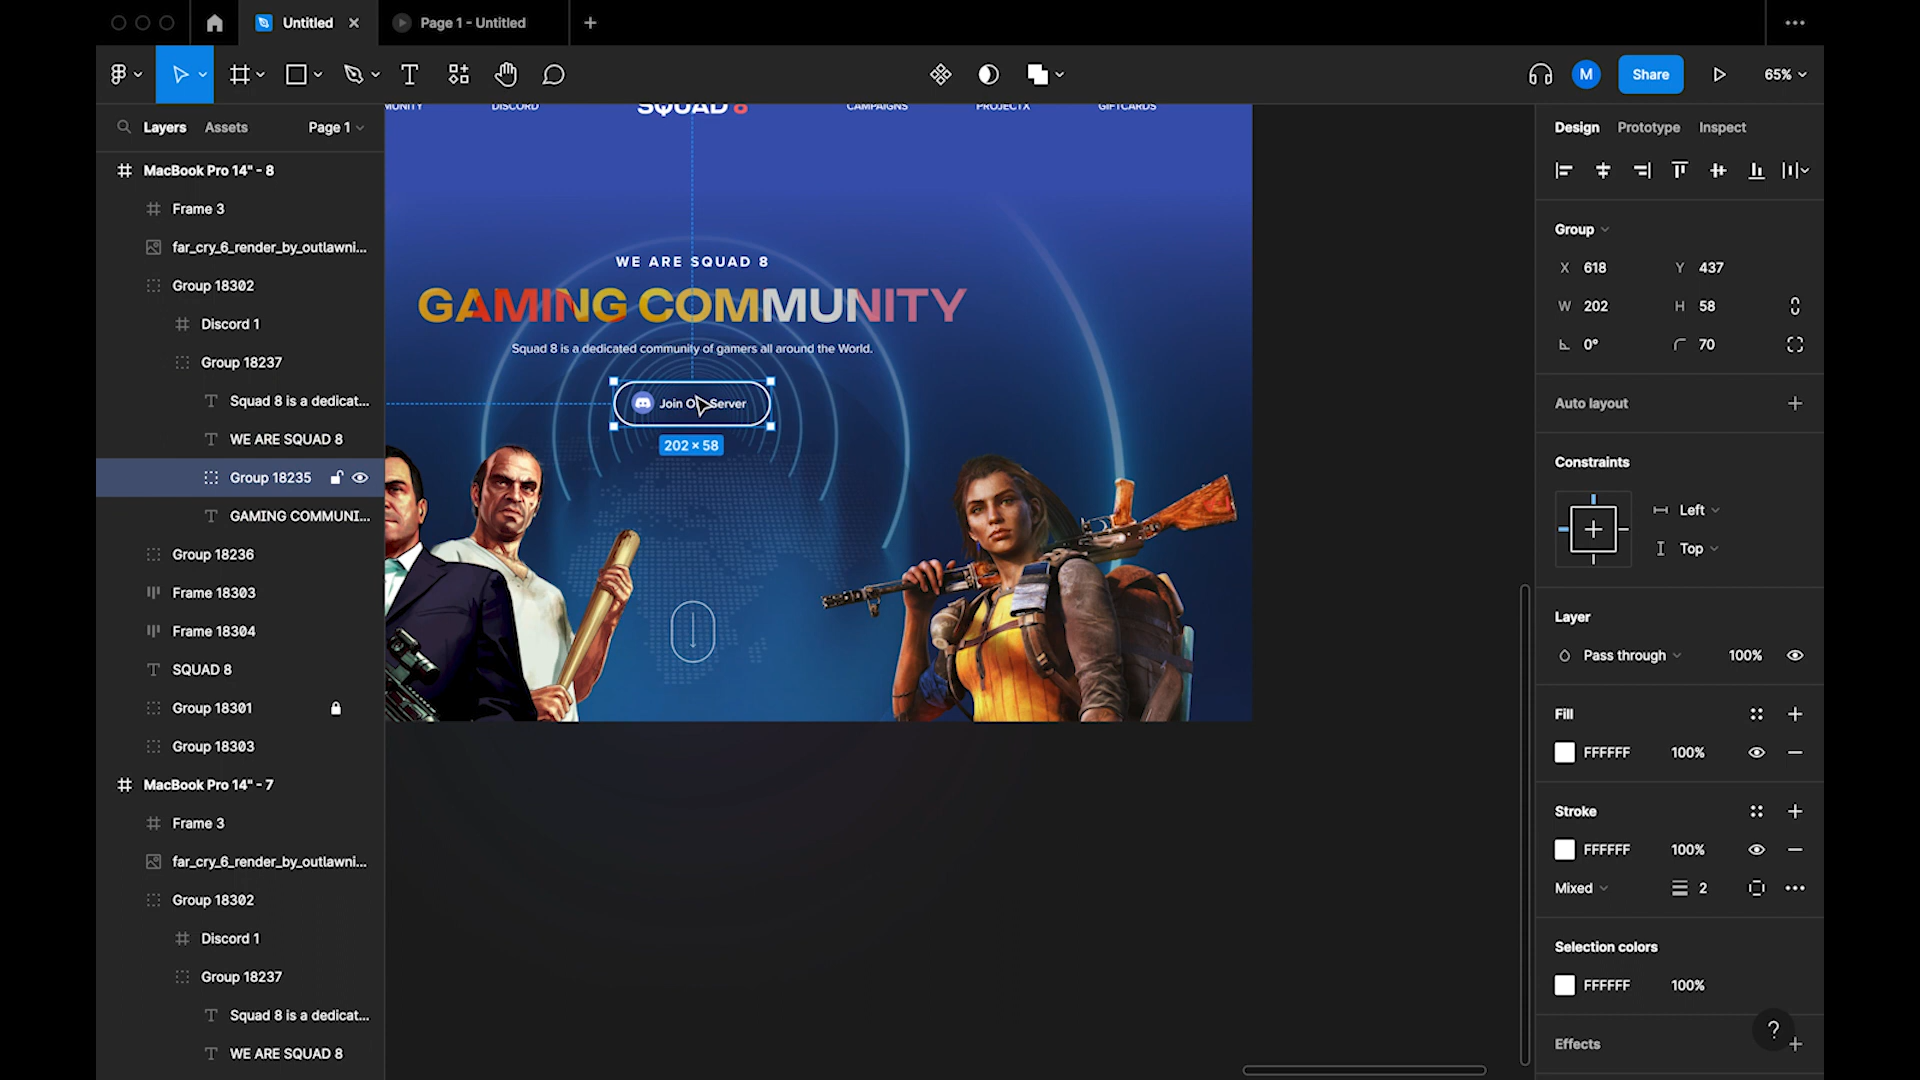 Untitled
Page 1 - Untitled
M
Share
65%
Layers
Assets
Page 1
MacBook Pro 14" - 8
Frame 3
far_cry_6_render_by_outlawni...
Group 18302
Discord 1
Group 18237
Squad 8 is a dedicat...
WE ARE SQUAD 8
Group 18235
GAMING COMMUNI...
Group 18236
Frame 18303
Frame 18304
SQUAD 8
Group 18301
Group 18303
MacBook Pro 14" - 7
Frame 3
far_cry_6_render_by_outlawni...
Group 18302
Discord 1
Group 18237
Squad 8 is a dedicat...
WE ARE SQUAD 8
MUNITY
DISCORD
SQUAD 8
CAMPAIGNS
PROJECTX
GIFTCARDS
WE ARE SQUAD 8
GAMING COMMUNITY
Squad 8 is a dedicated community of gamers all around the World.
Join O Server
202 × 58
Design
Prototype
Inspect
Group
X 618
Y 437
W 202
H 58
0°
70
Auto layout
Constraints
Left
Top
Layer
Pass through
100%
Fill
FFFFFF
100%
Stroke
FFFFFF
100%
Mixed
2
Selection colors
FFFFFF
100%
Effects
?